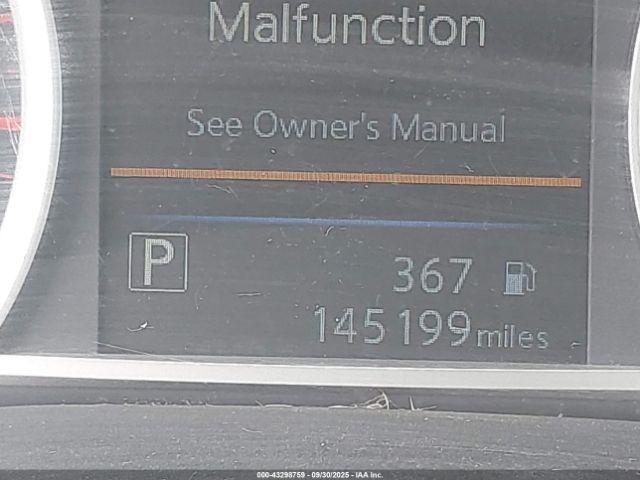 Malfunction
See Owner's Manual
P
367
145199 miles
000-43298759 - 09/30/2025 - IAA Inc.